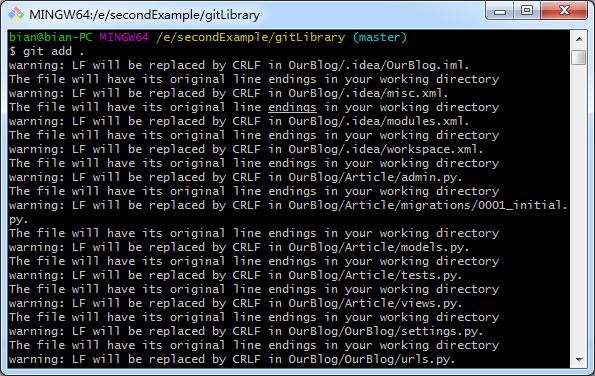 MINGW64:/e/secondExample/gitLibrary
bian@bian-PC MINGW64 /e/secondExample/gitLibrary (master)
$ git add .
warning: LF will be replaced by CRLF in OurBlog/.idea/OurBlog.iml.
The file will have its original line endings in your working directory
warning: LF will be replaced by CRLF in OurBlog/.idea/misc.xml.
The file will have its original line endings in your working directory
warning: LF will be replaced by CRLF in OurBlog/.idea/modules.xml.
The file will have its original line endings in your working directory
warning: LF will be replaced by CRLF in OurBlog/.idea/workspace.xml.
The file will have its original line endings in your working directory
warning: LF will be replaced by CRLF in OurBlog/Article/admin.py.
The file will have its original line endings in your working directory
warning: LF will be replaced by CRLF in OurBlog/Article/migrations/0001_initial.
py.
The file will have its original line endings in your working directory
warning: LF will be replaced by CRLF in OurBlog/Article/models.py.
The file will have its original line endings in your working directory
warning: LF will be replaced by CRLF in OurBlog/Article/tests.py.
The file will have its original line endings in your working directory
warning: LF will be replaced by CRLF in OurBlog/Article/views.py.
The file will have its original line endings in your working directory
warning: LF will be replaced by CRLF in OurBlog/OurBlog/settings.py.
The file will have its original line endings in your working directory
warning: LF will be replaced by CRLF in OurBlog/OurBlog/urls.py.